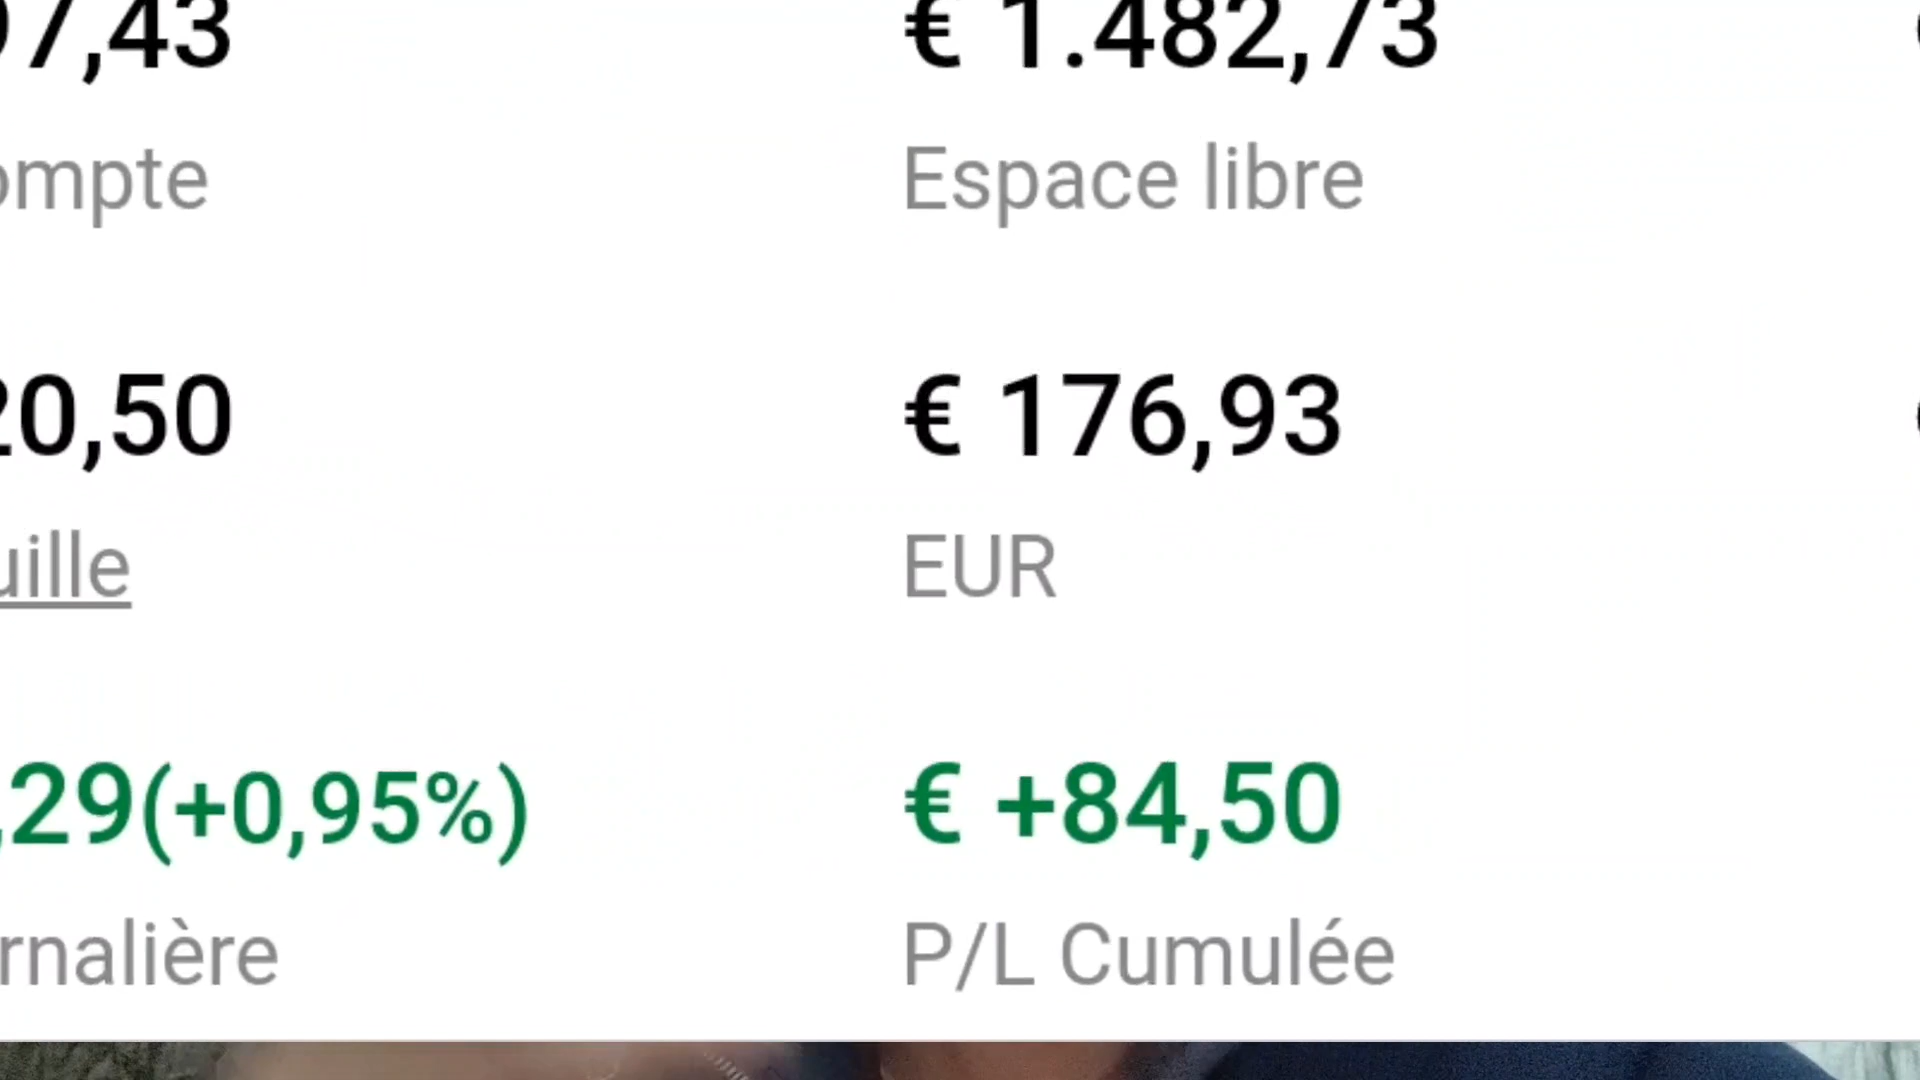 7,43 € 1.482,73
ompte Espace libre
20,50 € 176,93
uille EUR
,29(+0,95%) € +84,50
rnalière P/L Cumulée